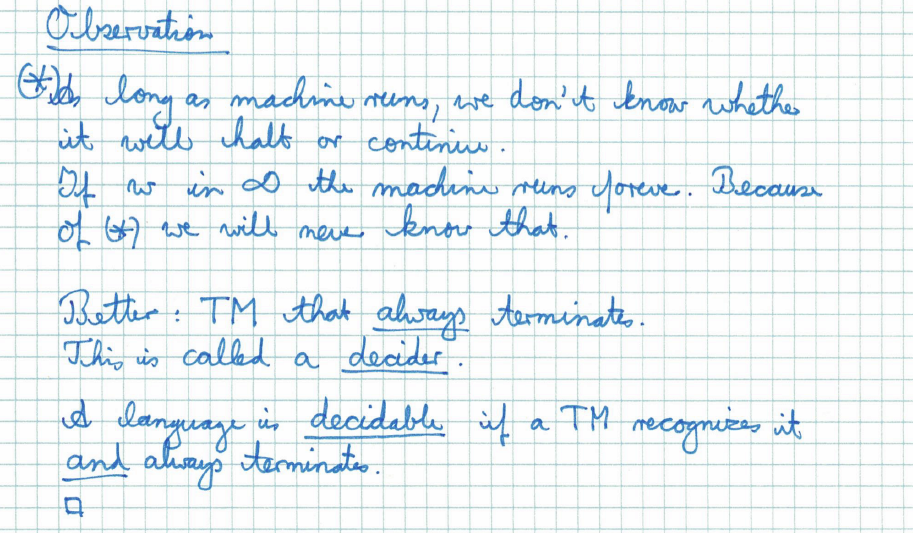 Observation
(*) As long as machine runs, we don't know whether
it will halt or continue.
If w in ∞ the machine runs forever. Because
of (*) we will never know that.
Better: TM that always terminates.
This is called a decider.
A language is decidable if a TM recognizes it
and always terminates.
□